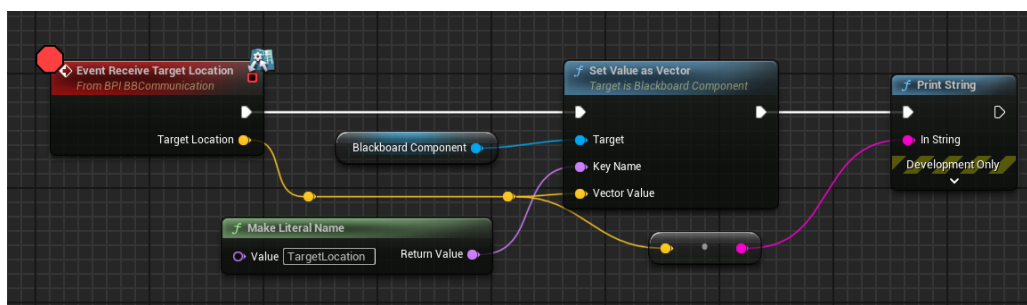 Event Receive Target Location
From BPI BBCommunication
Target Location
Blackboard Component
Make Literal Name
Value TargetLocation
Return Value
f Set Value as Vector
Target is Blackboard Component
Target
Key Name
Vector Value
f Print String
In String
Development Only